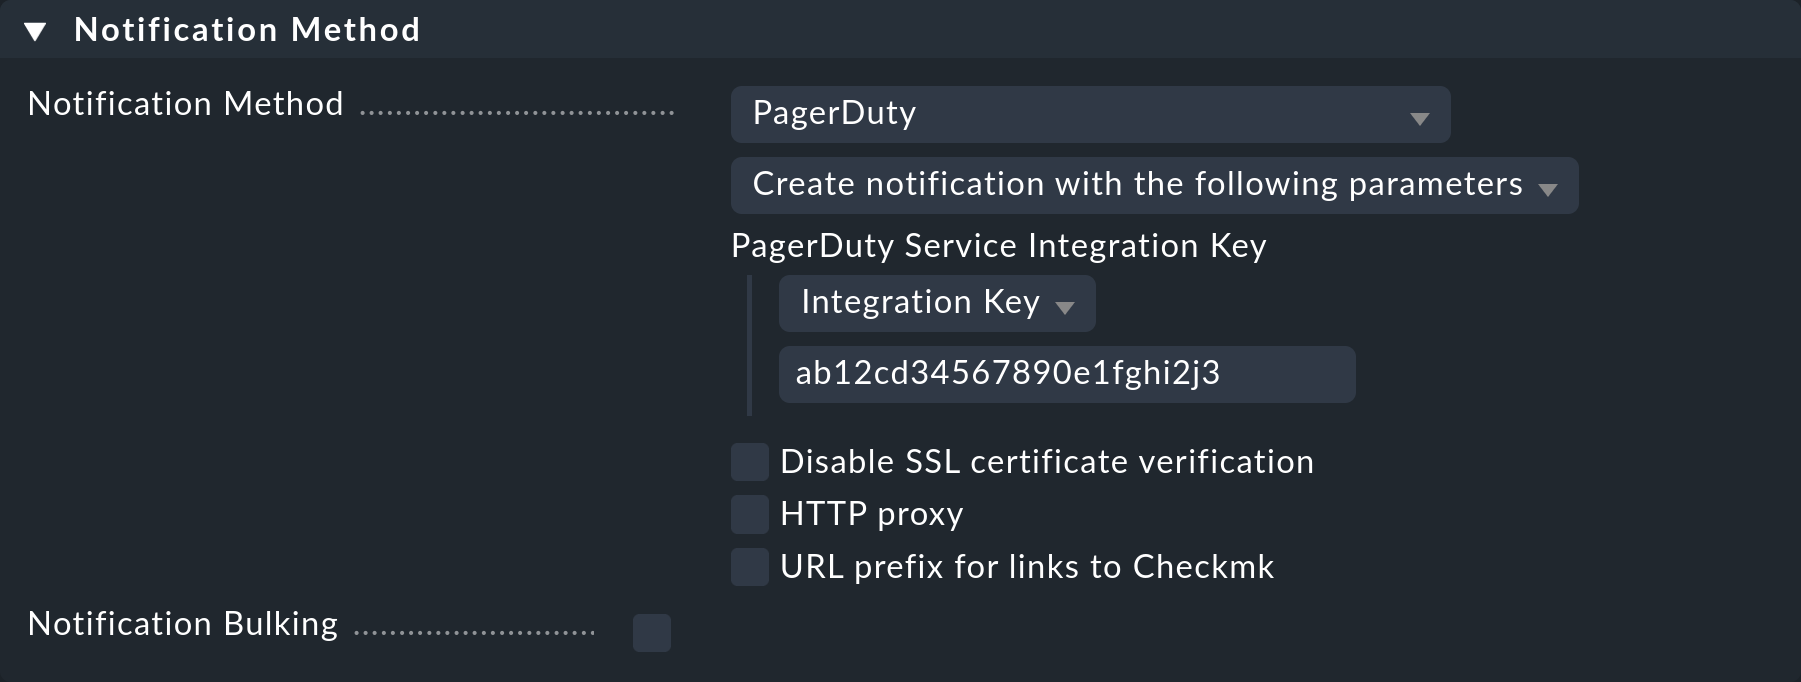 Notification Method
Notification Method
PagerDuty
Create notification with the following parameters
PagerDuty Service Integration Key
Integration Key
ab12cd34567890e1fghi2j3
Disable SSL certificate verification
HTTP proxy
URL prefix for links to Checkmk
Notification Bulking